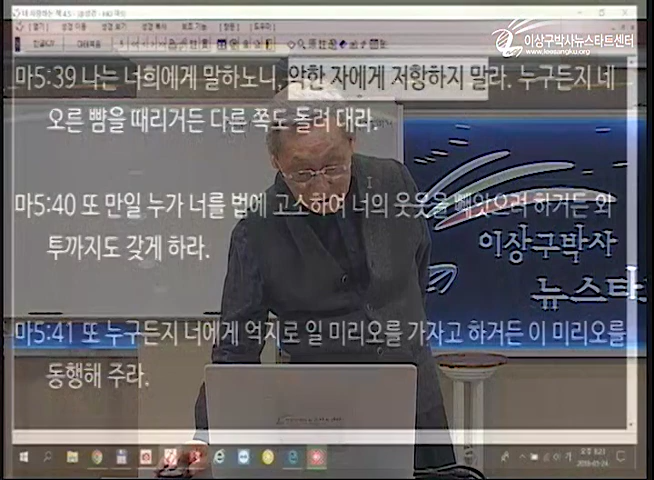 이상구박사뉴스타트센터
www.leesangku.org
마5:39 나는 너희에게 말하노니, 악한 자에게 저항하지 말라. 누구든지 네
오른 뺨을 때리거든 다른 쪽도 돌려 대라.
마5:40 또 만일 누가 너를 법에 고소하여 너의 웃옷을 빼앗으려 하거든 외
투까지도 갖게 하라.
이상구박사
뉴스타
마5:41 또 누구든지 너에게 억지로 일 미리오를 가자고 하거든 이 미리오를
동행해 주라.